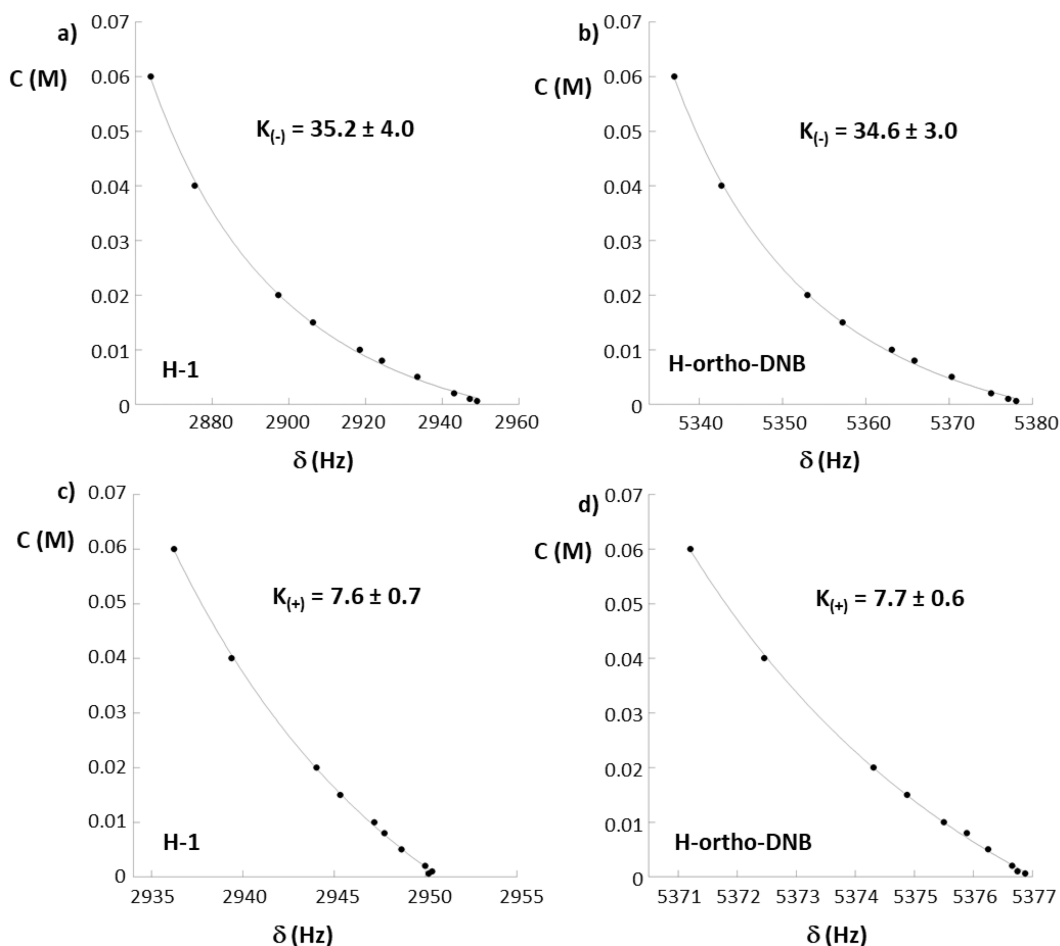 a)
C (M)
0.07
0.06
0.05
0.04
0.03
0.02
0.01
0
K(-) = 35.2 ± 4.0
H-1
2880 2900 2920 2940 2960
δ (Hz)
b)
C (M)
0.07
0.06
0.05
0.04
0.03
0.02
0.01
0
K(-) = 34.6 ± 3.0
H-ortho-DNB
5340 5350 5360 5370 5380
δ (Hz)
c)
C (M)
0.07
0.06
0.05
0.04
0.03
0.02
0.01
0
K(+) = 7.6 ± 0.7
H-1
2935 2940 2945 2950 2955
δ (Hz)
d)
C (M)
0.07
0.06
0.05
0.04
0.03
0.02
0.01
0
K(+) = 7.7 ± 0.6
H-ortho-DNB
5371 5372 5373 5374 5375 5376 5377
δ (Hz)